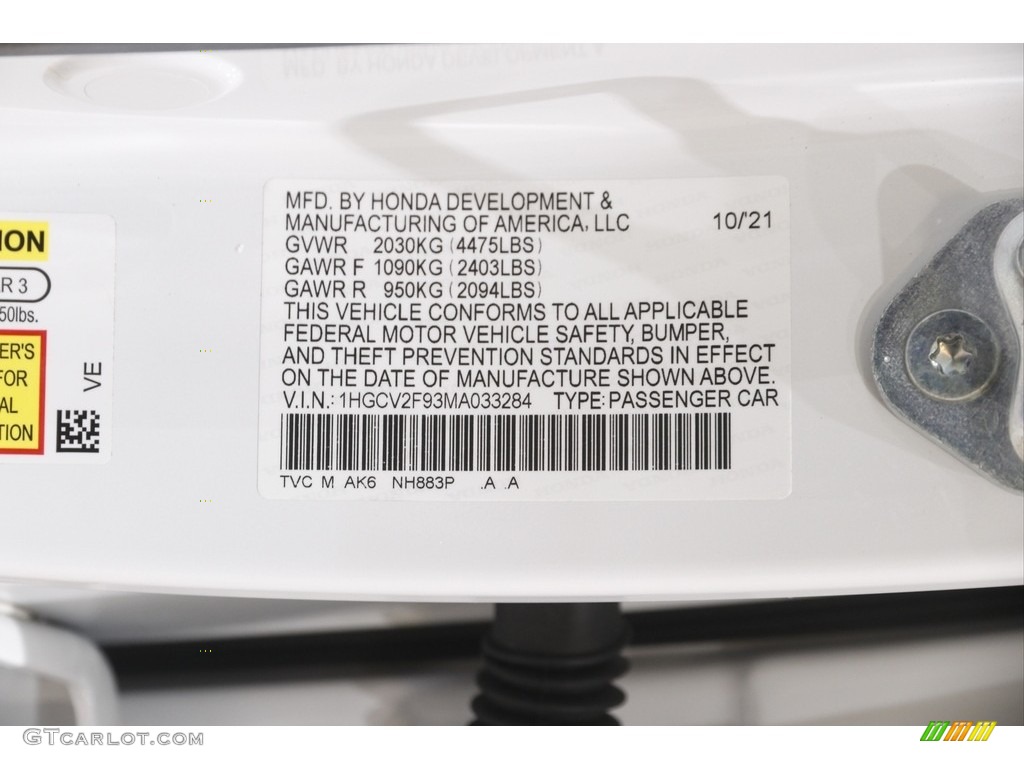 MFD. BY HONDA DEVELOPMENT &
MANUFACTURING OF AMERICA, LLC 10/'21
GVWR 2030KG (4475LBS)
GAWR F 1090KG (2403LBS)
GAWR R 950KG (2094LBS)
THIS VEHICLE CONFORMS TO ALL APPLICABLE
FEDERAL MOTOR VEHICLE SAFETY, BUMPER,
AND THEFT PREVENTION STANDARDS IN EFFECT
ON THE DATE OF MANUFACTURE SHOWN ABOVE.
V.I.N.: 1HGCV2F93MA033284 TYPE: PASSENGER CAR
TVC M AK6 NH883P .A .A
ION
R 3
50lbs.
ER'S
FOR
AL
TION
VE
GTCARLOT.COM